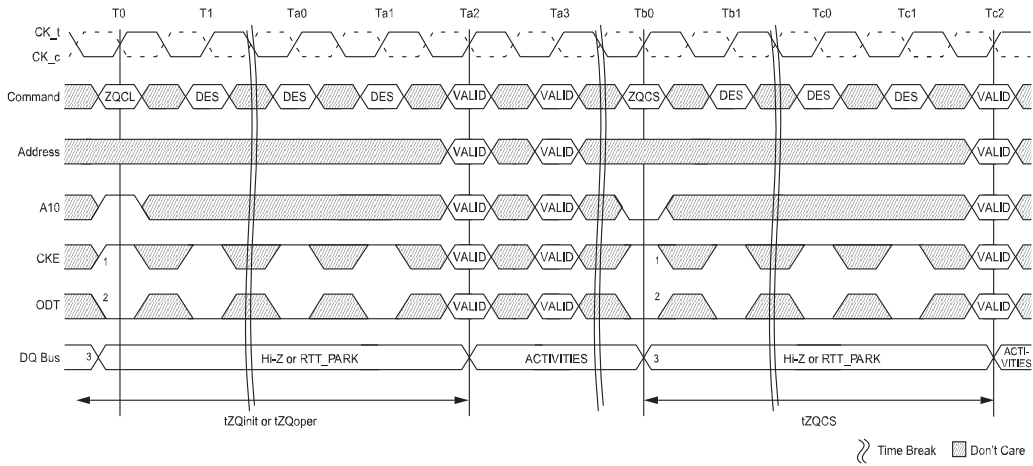 T0 T1 Ta0 Ta1 Ta2 Ta3 Tb0 Tb1 Tc0 Tc1 Tc2
CK_t
CK_c
Command ZQCL DES DES DES VALID VALID ZQCS DES DES DES VALID
Address VALID VALID VALID
A10 VALID VALID VALID
CKE 1 VALID VALID 1 VALID
ODT 2 VALID VALID 2 VALID
DQ Bus 3 Hi-Z or RTT_PARK ACTIVITIES 3 Hi-Z or RTT_PARK ACTI-
VITIES
tZQinit or tZQoper tZQCS
Time Break Don't Care